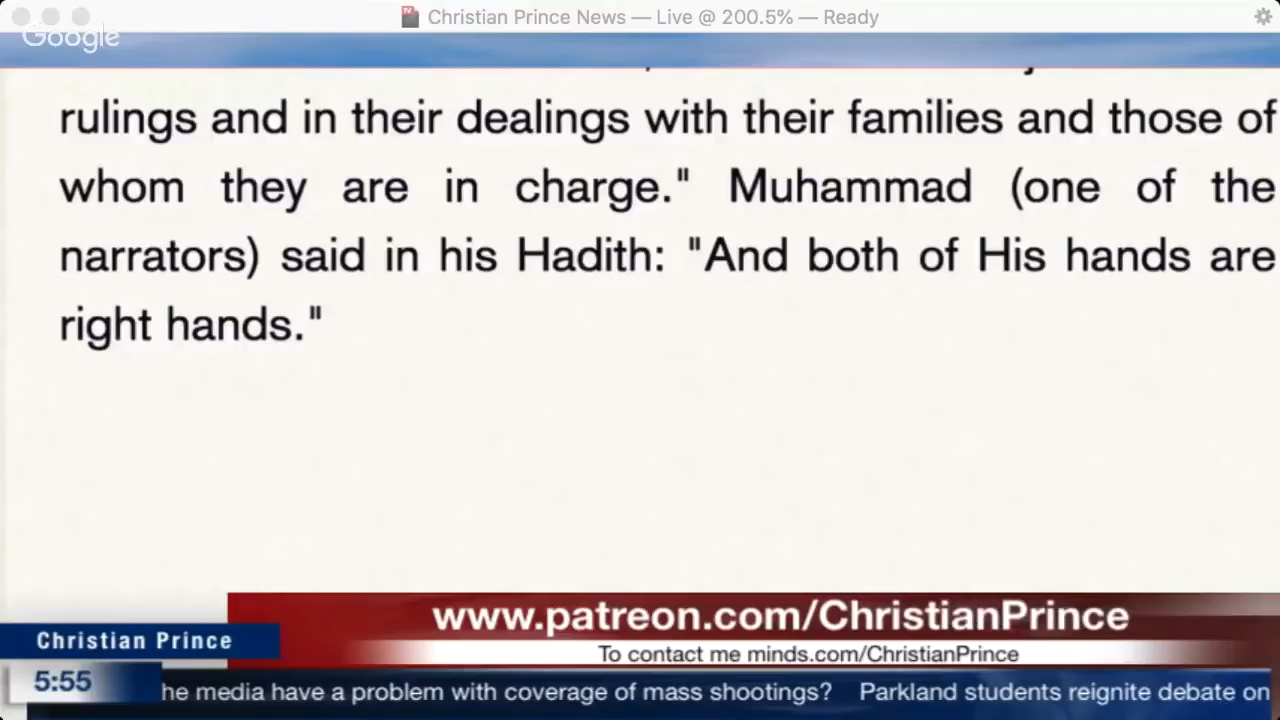 Christian Prince News — Live @ 200.5% — Ready
Google
rulings and in their dealings with their families and those of
whom they are in charge." Muhammad (one of the
narrators) said in his Hadith: "And both of His hands are
right hands."
www.patreon.com/ChristianPrince
Christian Prince
To contact me minds.com/ChristianPrince
5:55
he media have a problem with coverage of mass shootings? Parkland students reignite debate on